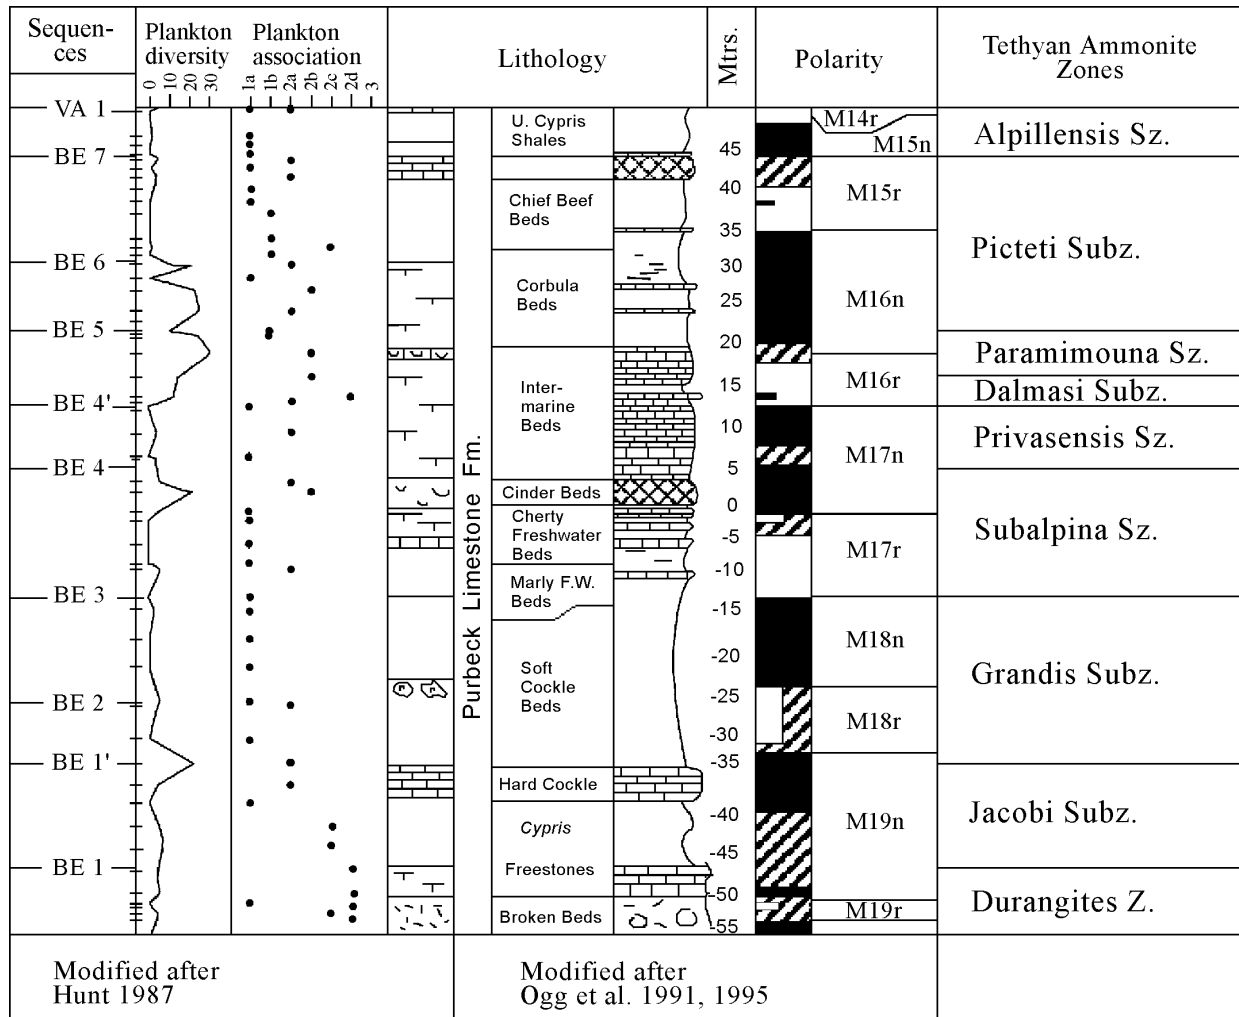 Sequen-
ces
Plankton
diversity
0 10 20 30
Plankton
association
1a 1b 2a 2b 2c 2d 3
Lithology
Mtrs.
Polarity
Tethyan Ammonite
Zones
VA 1
BE 7
BE 6
BE 5
BE 4'
BE 4
BE 3
BE 2
BE 1'
BE 1
Purbeck Limestone Fm.
U. Cypris
Shales
Chief Beef
Beds
Corbula
Beds
Inter-
marine
Beds
Cinder Beds
Cherty
Freshwater
Beds
Marly F.W.
Beds
Soft
Cockle
Beds
Hard Cockle
Cypris
Freestones
Broken Beds
45
40
35
30
25
20
15
10
5
0
-5
-10
-15
-20
-25
-30
-35
-40
-45
-50
-55
M14r
M15n
M15r
M16n
M16r
M17n
M17r
M18n
M18r
M19n
M19r
Alpillensis Sz.
Picteti Subz.
Paramimouna Sz.
Dalmasi Subz.
Privasensis Sz.
Subalpina Sz.
Grandis Subz.
Jacobi Subz.
Durangites Z.
Modified after
Hunt 1987
Modified after
Ogg et al. 1991, 1995